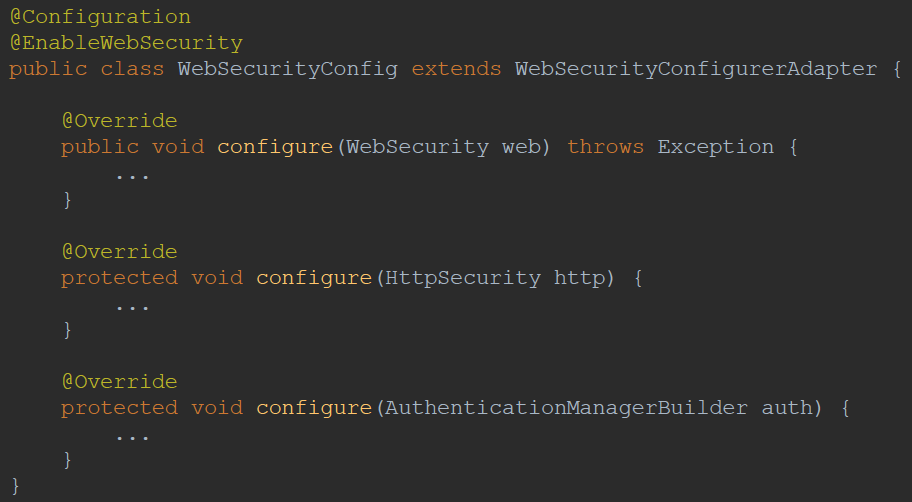 @Configuration
@EnableWebSecurity
public class WebSecurityConfig extends WebSecurityConfigurerAdapter {
@Override
public void configure(WebSecurity web) throws Exception {
...
}
@Override
protected void configure(HttpSecurity http) {
...
}
@Override
protected void configure(AuthenticationManagerBuilder auth) {
...
}
}